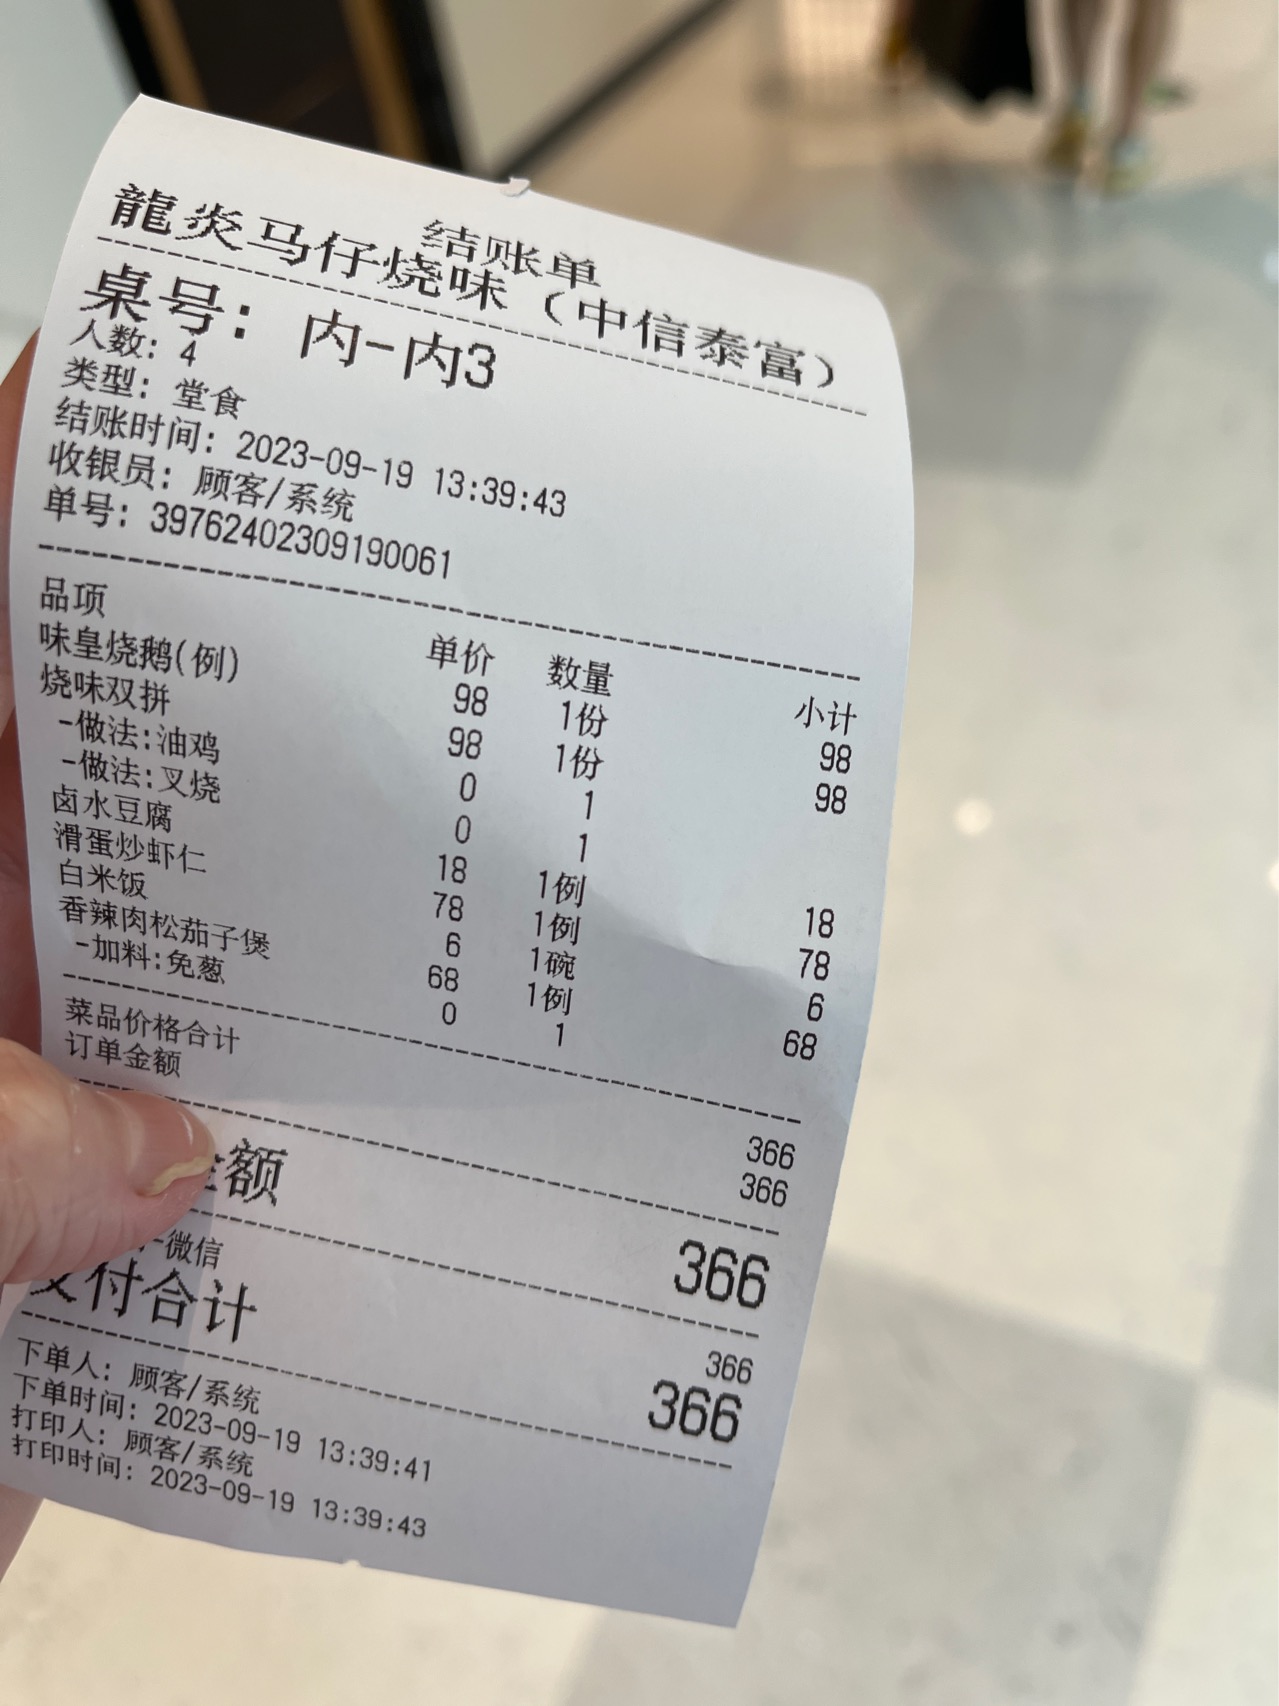 结账单
龍炎马仔烧味（中信泰富）
桌号: 内-内3
人数: 4
类型: 堂食
结账时间: 2023-09-19 13:39:43
收银员: 顾客/系统
单号: 39762402309190061
品项 单价 数量 小计
味皇烧鹅(例) 98 1份 98
烧味双拼 98 1份 98
-做法:油鸡 0 1
-做法:叉烧 0 1
卤水豆腐 18 1例 18
滑蛋炒虾仁 78 1例 78
白米饭 6 1碗 6
香辣肉松茄子煲 68 1例 68
-加料:免葱 0 1
菜品价格合计 366
订单金额 366
额 366
-微信 366
支付合计 366
下单人: 顾客/系统
下单时间: 2023-09-19 13:39:41
打印人: 顾客/系统
打印时间: 2023-09-19 13:39:43